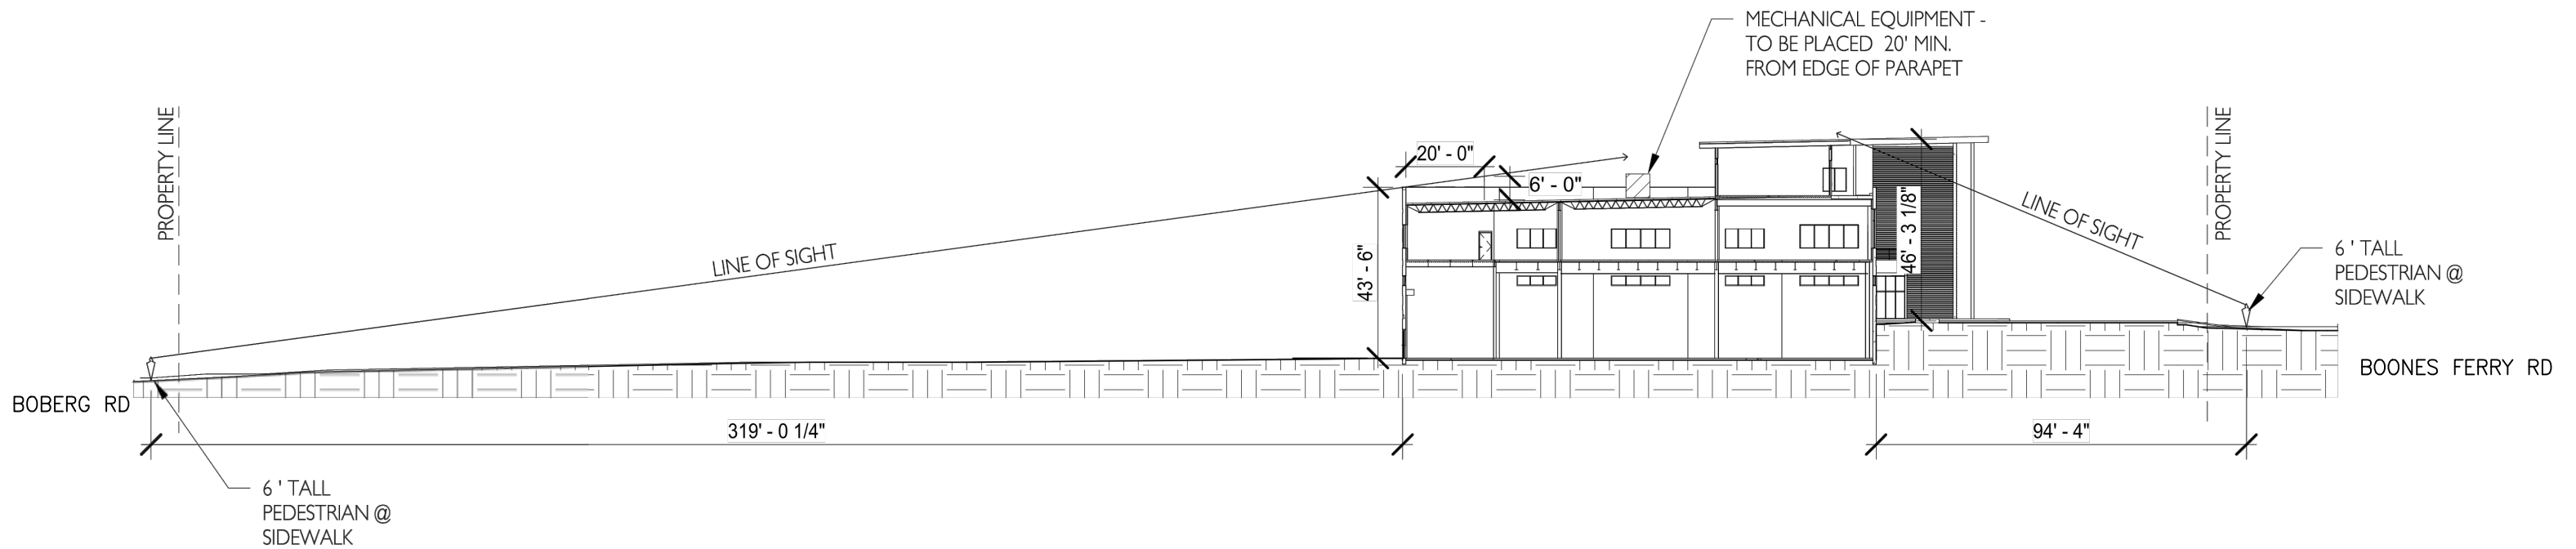 MECHANICAL EQUIPMENT -
TO BE PLACED 20' MIN.
FROM EDGE OF PARAPET
PROPERTY LINE
PROPERTY LINE
20' - 0"
6' - 0"
LINE OF SIGHT
LINE OF SIGHT
43' - 6"
46' - 3 1/8"
6 ' TALL
PEDESTRIAN @
SIDEWALK
BOBERG RD
BOONES FERRY RD
319' - 0 1/4"
94' - 4"
6 ' TALL
PEDESTRIAN @
SIDEWALK